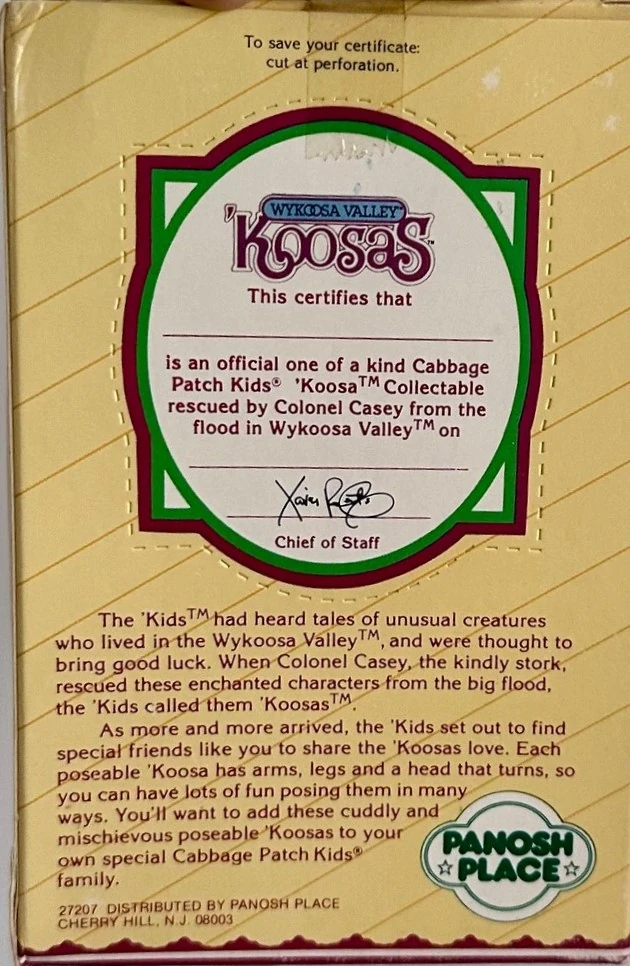 To save your certificate:
cut at perforation.
WYKOOSA VALLEY™
'KOOSAS™
This certifies that
is an official one of a kind Cabbage
Patch Kids® 'Koosa™ Collectable
rescued by Colonel Casey from the
flood in Wykoosa Valley™ on
Chief of Staff
The 'Kids™ had heard tales of unusual creatures
who lived in the Wykoosa Valley™, and were thought to
bring good luck. When Colonel Casey, the kindly stork,
rescued these enchanted characters from the big flood,
the 'Kids called them 'Koosas™.
As more and more arrived, the 'Kids set out to find
special friends like you to share the 'Koosas love. Each
poseable 'Koosa has arms, legs and a head that turns, so
you can have lots of fun posing them in many
ways. You'll want to add these cuddly and
mischievous poseable 'Koosas to your
own special Cabbage Patch Kids®
family.
PANOSH
PLACE
27207 DISTRIBUTED BY PANOSH PLACE
CHERRY HILL, N.J. 08003